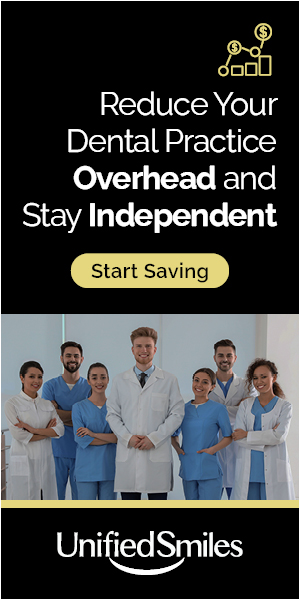 Reduce Your
Dental Practice
Overhead and
Stay Independent
Start Saving
UnifiedSmiles